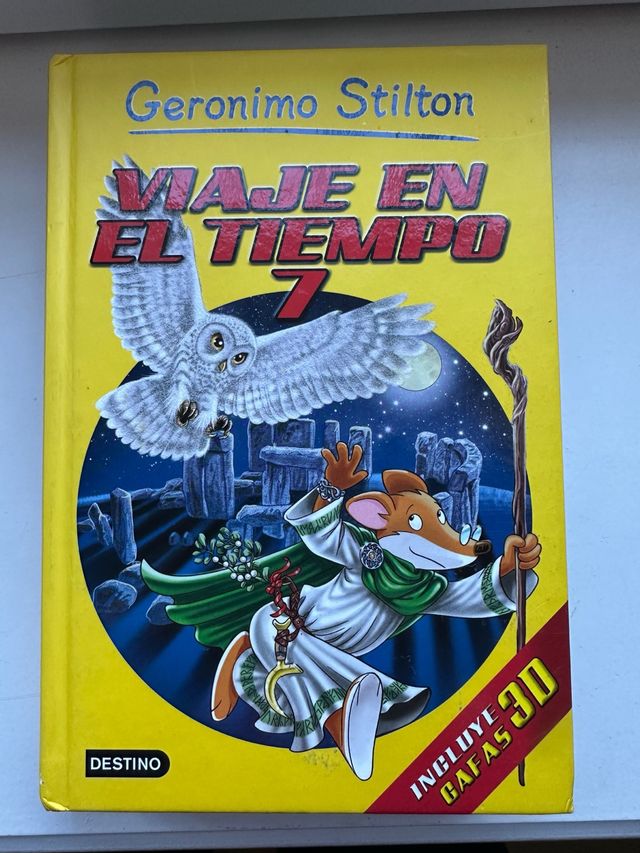 Geronimo Stilton
VIAJE EN
EL TIEMPO
7
DESTINO
INCLUYE
GAFAS 3D